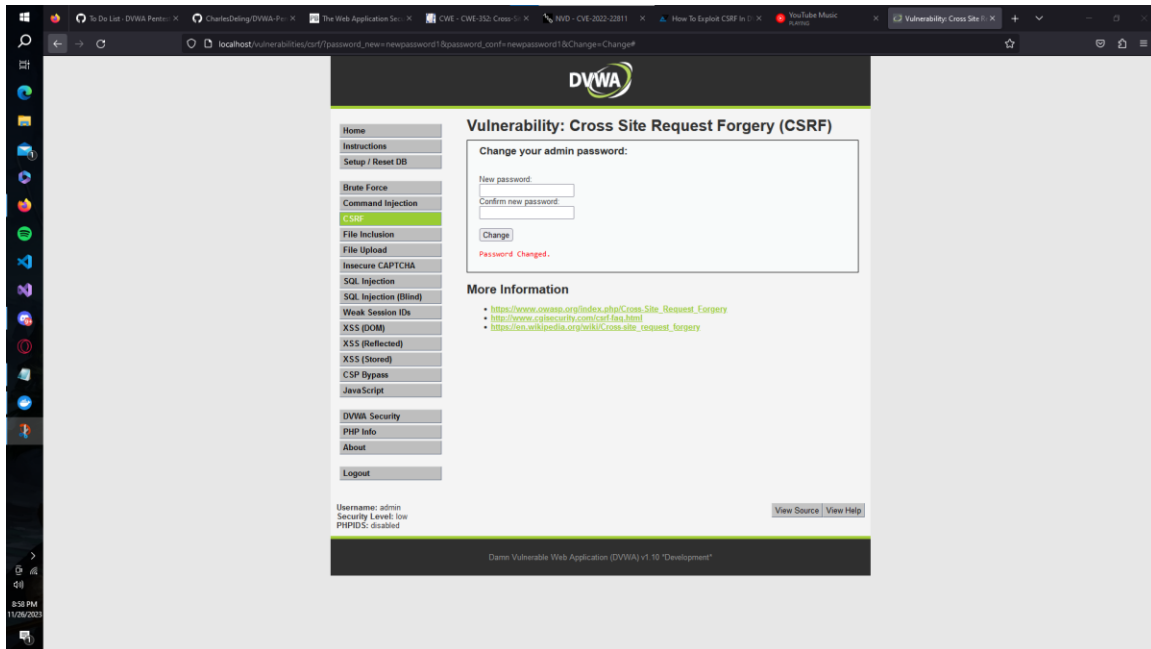 To Do List - DVWA Pentes
CharlesDeling/DVWA-Pe
The Web Application Sec
CWE - CWE-352: Cross-Si
NVD - CVE-2022-22811
How To Exploit CSRF In D
YouTube Music
PLAYING
Vulnerability: Cross Site R
localhost/vulnerabilities/csrf/?password_new=newpassword1&password_conf=newpassword1&Change=Change#
DVWA
Vulnerability: Cross Site Request Forgery (CSRF)
Home
Instructions
Setup / Reset DB
Brute Force
Command Injection
CSRF
File Inclusion
File Upload
Insecure CAPTCHA
SQL Injection
SQL Injection (Blind)
Weak Session IDs
XSS (DOM)
XSS (Reflected)
XSS (Stored)
CSP Bypass
JavaScript
DVWA Security
PHP Info
About
Logout
Change your admin password:
New password:
Confirm new password:
Change
Password Changed.
More Information
https://www.owasp.org/index.php/Cross-Site_Request_Forgery
http://www.cgisecurity.com/csrf-faq.html
https://en.wikipedia.org/wiki/Cross-site_request_forgery
Username: admin
Security Level: low
PHPIDS: disabled
View Source
View Help
Damn Vulnerable Web Application (DVWA) v1.10 *Development*
8:58 PM
11/26/2023